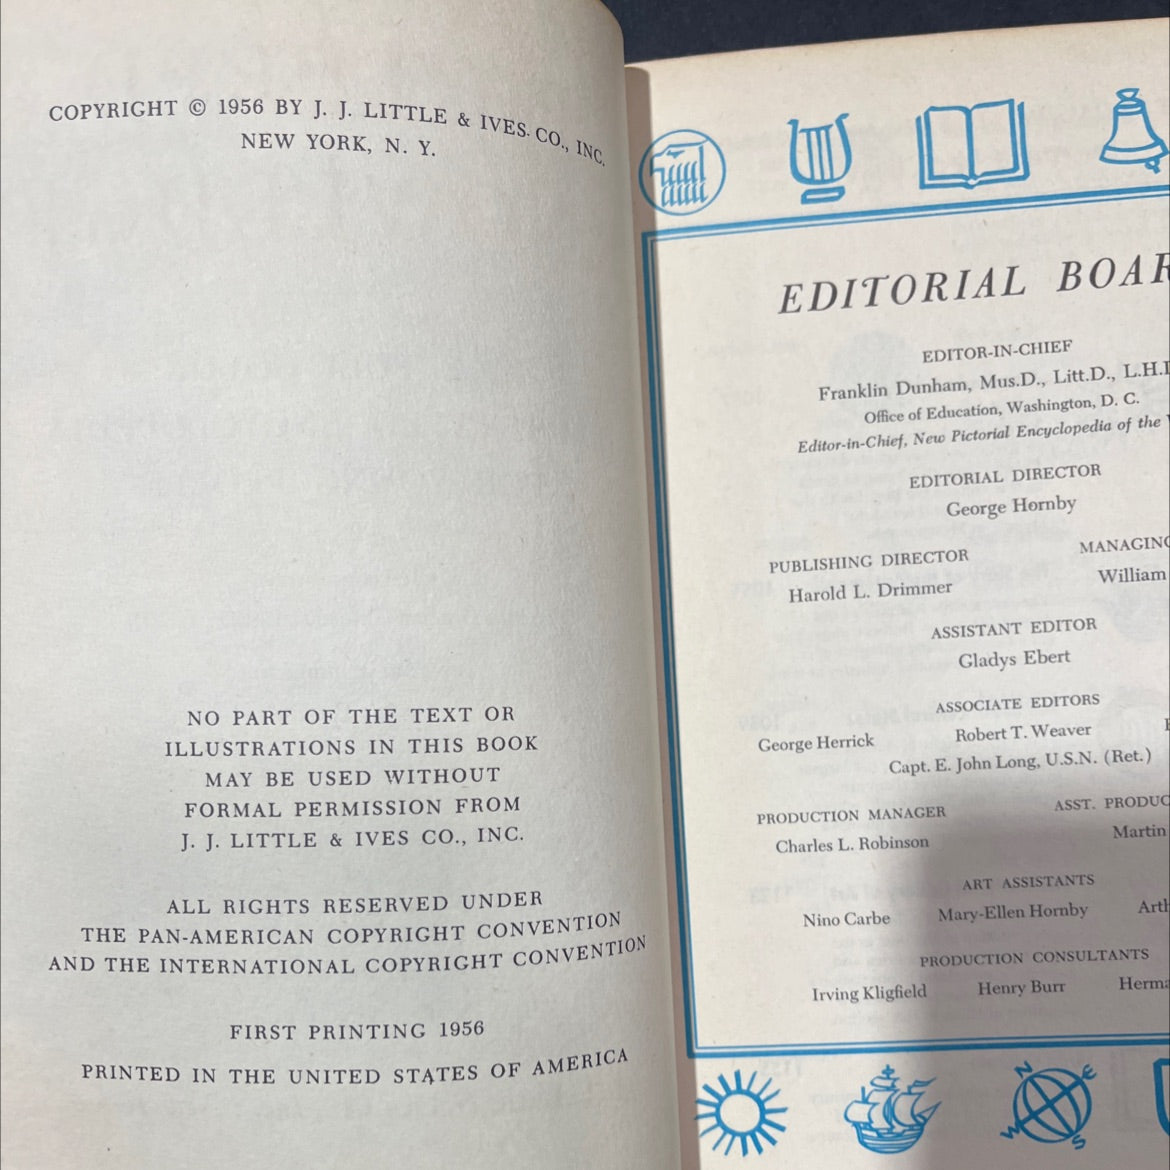 COPYRIGHT © 1956 BY J. J. LITTLE & IVES CO., INC.
NEW YORK, N. Y.
NO PART OF THE TEXT OR
ILLUSTRATIONS IN THIS BOOK
MAY BE USED WITHOUT
FORMAL PERMISSION FROM
J. J. LITTLE & IVES CO., INC.
ALL RIGHTS RESERVED UNDER
THE PAN-AMERICAN COPYRIGHT CONVENTION
AND THE INTERNATIONAL COPYRIGHT CONVENTION
FIRST PRINTING 1956
PRINTED IN THE UNITED STATES OF AMERICA
EDITORIAL BOAR
EDITOR-IN-CHIEF
Franklin Dunham, Mus.D., Litt.D., L.H.D
Office of Education, Washington, D. C.
Editor-in-Chief, New Pictorial Encyclopedia of the
EDITORIAL DIRECTOR
George Hornby
PUBLISHING DIRECTOR MANAGING
Harold L. Drimmer William
ASSISTANT EDITOR
Gladys Ebert
ASSOCIATE EDITORS
George Herrick Robert T. Weaver
Capt. E. John Long, U.S.N. (Ret.)
PRODUCTION MANAGER ASST. PRODUC
Charles L. Robinson Martin
ART ASSISTANTS
Nino Carbe Mary-Ellen Hornby Arth
PRODUCTION CONSULTANTS
Irving Kligfield Henry Burr Herma
N E
W S